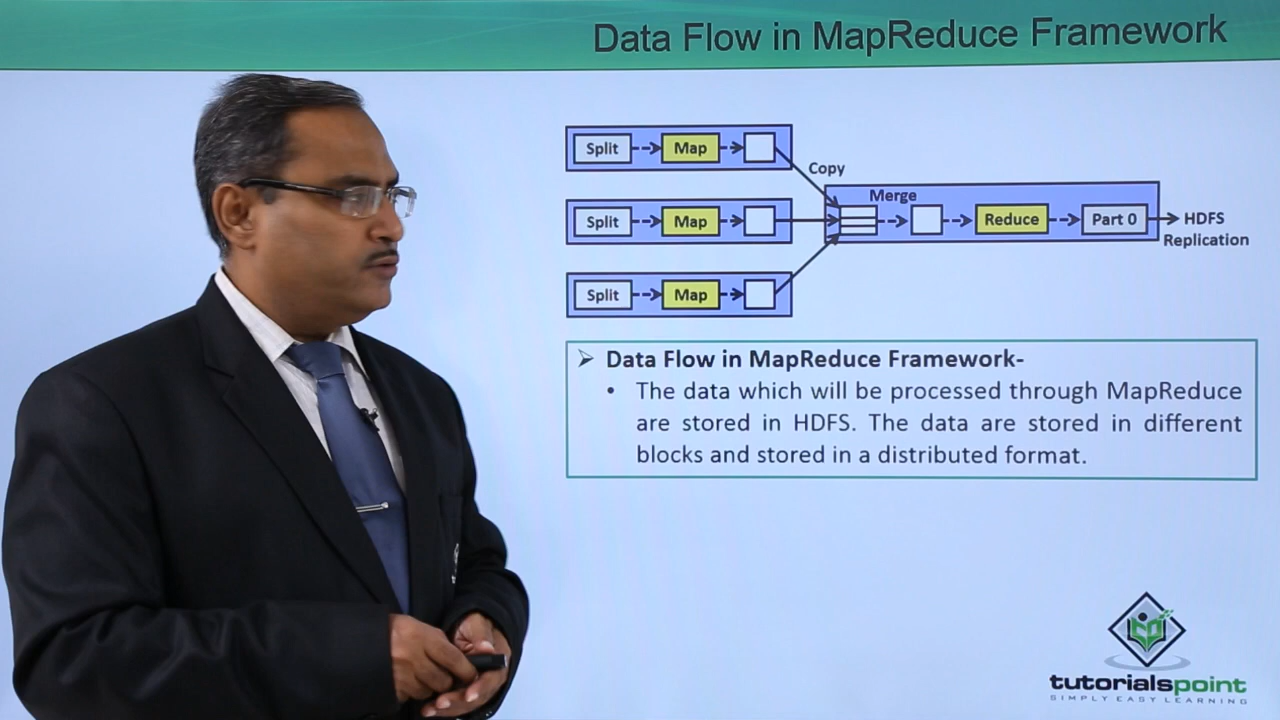 Data Flow in MapReduce Framework
Split Map
Copy
Split Map
Merge
Reduce Part 0 HDFS
Replication
Split Map
➢ Data Flow in MapReduce Framework-
• The data which will be processed through MapReduce
are stored in HDFS. The data are stored in different
blocks and stored in a distributed format.
tutorialspoint
SIMPLY EASY LEARNING